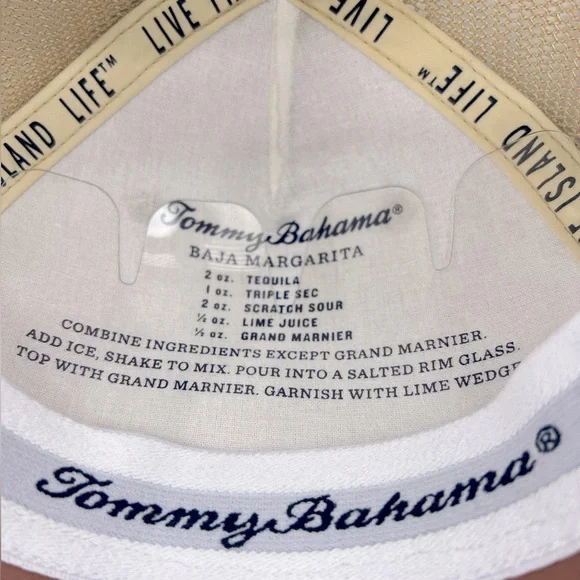 LAND LIFE™
LIVE
LIVE
ISLAND LIFE™
Tommy Bahama®
BAJA MARGARITA
2 oz. TEQUILA
1 oz. TRIPLE SEC
2 oz. SCRATCH SOUR
½ oz. LIME JUICE
½ oz. GRAND MARNIER
COMBINE INGREDIENTS EXCEPT GRAND MARNIER.
ADD ICE, SHAKE TO MIX. POUR INTO A SALTED RIM GLASS.
TOP WITH GRAND MARNIER. GARNISH WITH LIME WEDGE
Tommy Bahama®